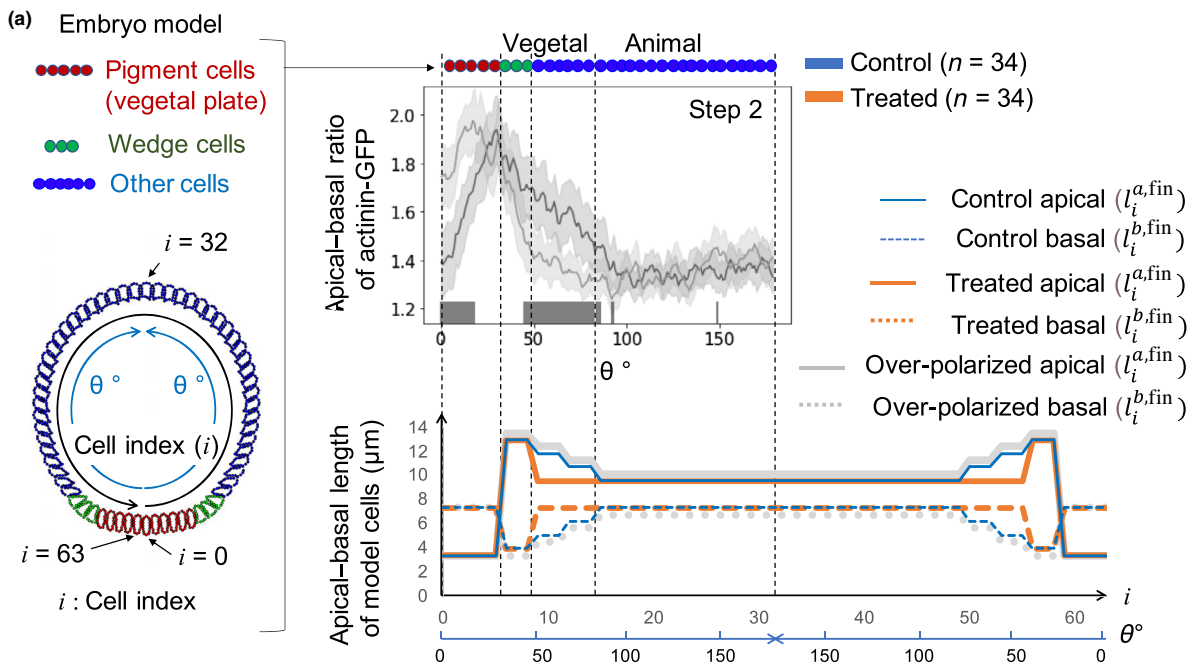 (a)
Embryo model
Pigment cells
(vegetal plate)
Wedge cells
Other cells
i = 32
θ °
θ °
Cell index (i)
i = 63
i = 0
i : Cell index
Vegetal
Animal
Step 2
Apical–basal ratio
of actinin-GFP
2.0
1.8
1.6
1.4
1.2
0
50
100
150
θ °
Control (n = 34)
Treated (n = 34)
Control apical (l_i^{a,fin})
Control basal (l_i^{b,fin})
Treated apical (l_i^{a,fin})
Treated basal (l_i^{b,fin})
Over-polarized apical (l_i^{a,fin})
Over-polarized basal (l_i^{b,fin})
Apical–basal length
of model cells (μm)
14
12
10
8
6
4
2
0
0 10 20 30 40 50 60
i
0 50 100 150 150 100 50 0
θ°